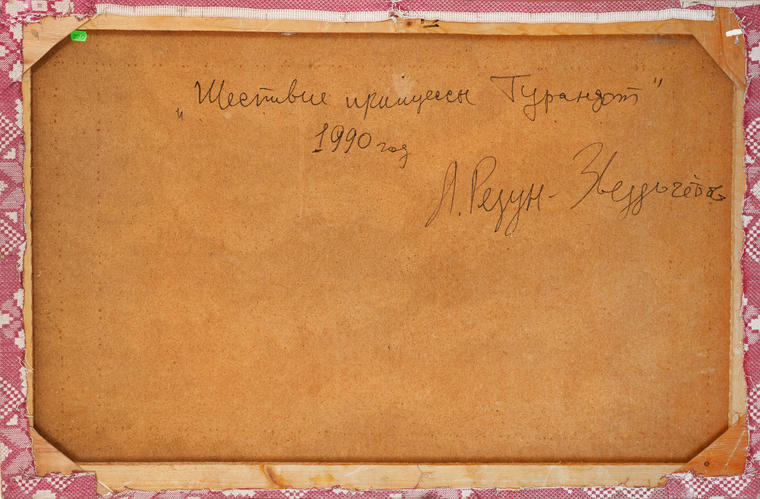 „Шествие принцессы Турандот"
1990 год
Л. Резун-Звездочётова